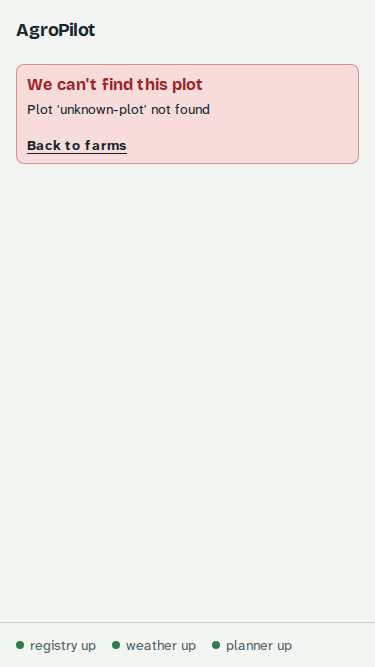 AgroPilot
We can't find this plot
Plot 'unknown-plot' not found
Back to farms
registry up weather up planner up